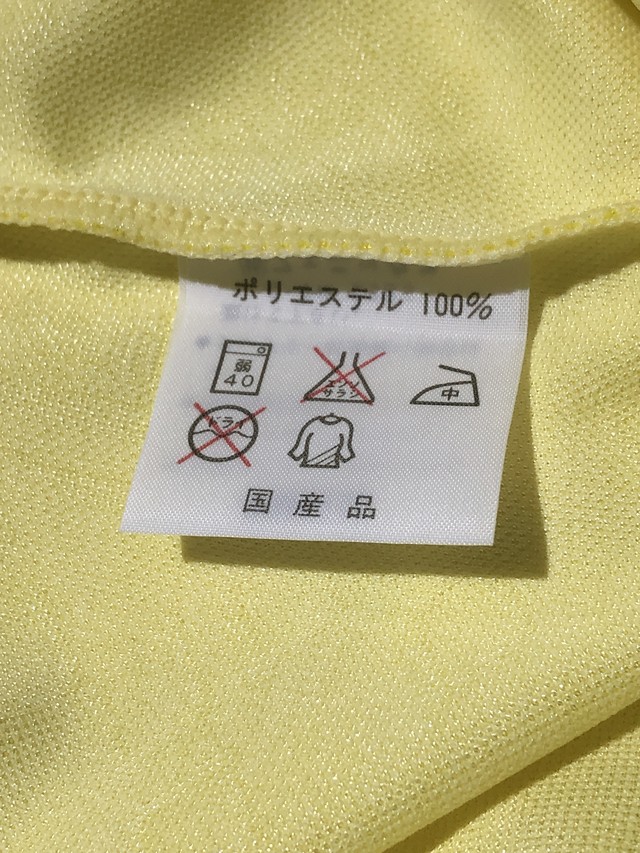 ポリエステル 100%
弱
40
エンソ
サラシ
中
ドライ
国産品